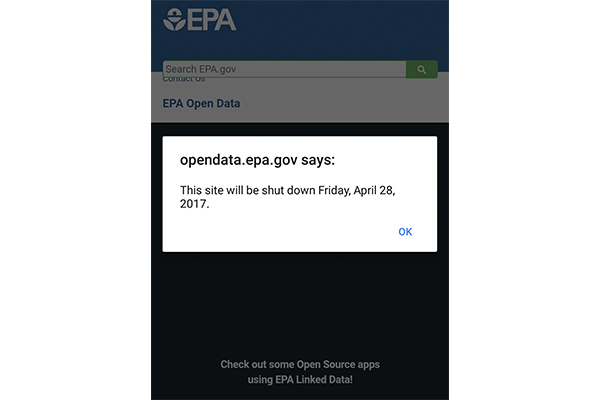 EPA
Search EPA.gov
Contact Us
EPA Open Data
opendata.epa.gov says:
This site will be shut down Friday, April 28,
2017.
OK
Check out some Open Source apps
using EPA Linked Data!